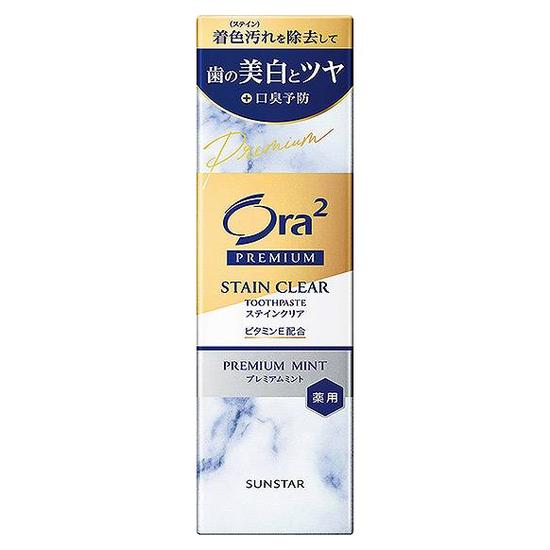 (ステイン)
着色汚れを除去して
歯の美白とツヤ
+口臭予防
Premium
Ora2
PREMIUM
STAIN CLEAR
TOOTHPASTE
ステインクリア
ビタミンE配合
PREMIUM MINT
プレミアムミント
薬用
SUNSTAR